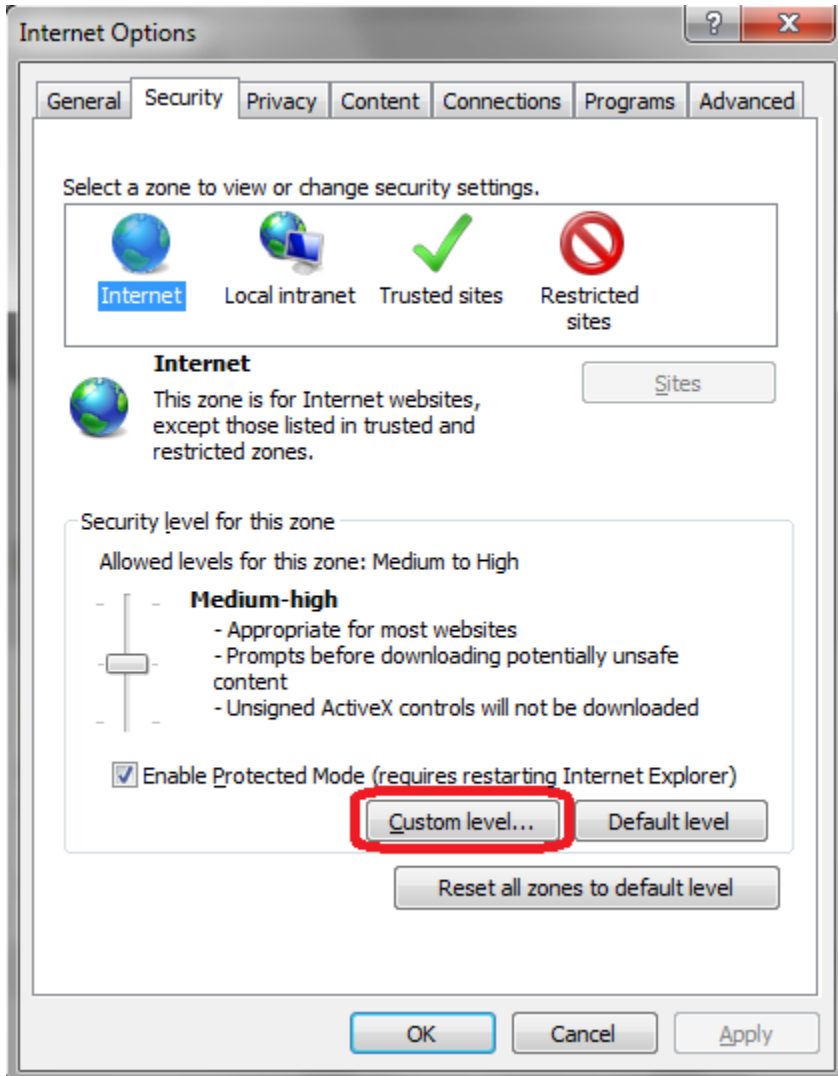 Internet Options
?
X
General Security Privacy Content Connections Programs Advanced
Select a zone to view or change security settings.
Internet Local intranet Trusted sites Restricted
sites
Internet
Sites
This zone is for Internet websites,
except those listed in trusted and
restricted zones.
Security level for this zone
Allowed levels for this zone: Medium to High
Medium-high
- Appropriate for most websites
- Prompts before downloading potentially unsafe
content
- Unsigned ActiveX controls will not be downloaded
Enable Protected Mode (requires restarting Internet Explorer)
Custom level... Default level
Reset all zones to default level
OK Cancel Apply